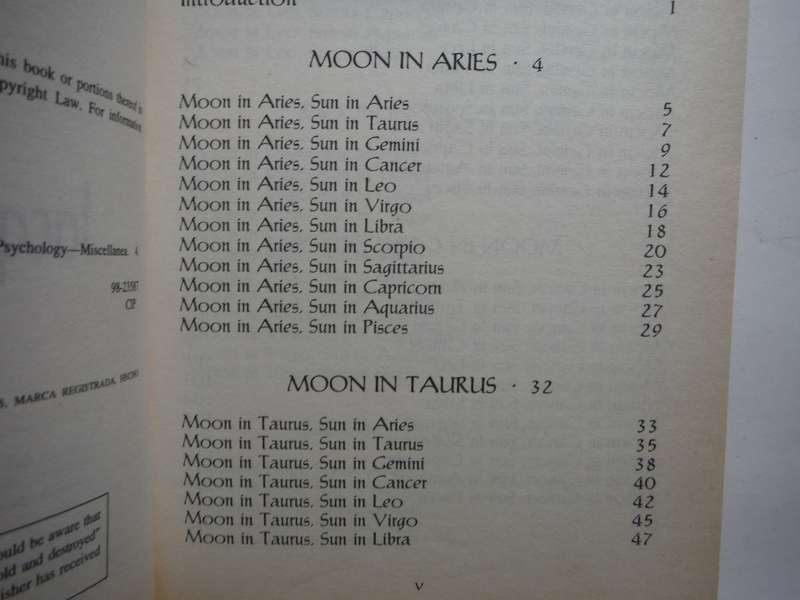 his book or portions thereof is
pyright Law. For information
Psychology—Miscellanea. 4.
98-23587
CIP
S. MARCA REGISTRADA. HECHO
ould be aware that
old and destroyed"
isher has received
Introduction 1
MOON IN ARIES · 4
Moon in Aries, Sun in Aries 5
Moon in Aries, Sun in Taurus 7
Moon in Aries, Sun in Gemini 9
Moon in Aries, Sun in Cancer 12
Moon in Aries, Sun in Leo 14
Moon in Aries, Sun in Virgo 16
Moon in Aries, Sun in Libra 18
Moon in Aries, Sun in Scorpio 20
Moon in Aries, Sun in Sagittarius 23
Moon in Aries, Sun in Capricorn 25
Moon in Aries, Sun in Aquarius 27
Moon in Aries, Sun in Pisces 29
MOON IN TAURUS · 32
Moon in Taurus, Sun in Aries 33
Moon in Taurus, Sun in Taurus 35
Moon in Taurus, Sun in Gemini 38
Moon in Taurus, Sun in Cancer 40
Moon in Taurus, Sun in Leo 42
Moon in Taurus, Sun in Virgo 45
Moon in Taurus, Sun in Libra 47
v